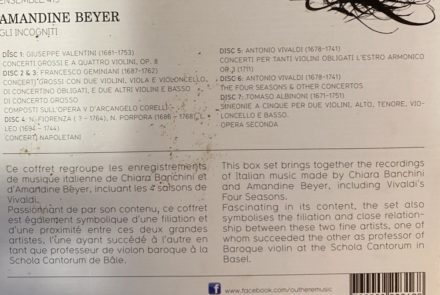 ENSEMBLE 415
AMANDINE BEYER
GLI INCOGNITI
DISC 1: GIUSEPPE VALENTINI (1681-1753)
CONCERTI GROSSI E A QUATTRO VIOLINI, OP. 8
DISC 2 & 3: FRANCESCO GEMINIANI (1687-1762)
CONCERTI GROSSI CON DUE VIOLINI, VIOLA E VIOLONCELLO
DI CONCERTINO OBLIGATI, E DUE ALTRI VIOLINI E BASSO
DI CONCERTO GROSSO
COMPOSTI SULL'OPERA V D'ARCANGELO CORELLI
DISC 4: N. FIORENZA ( ? – 1764), N. PORPORA (1686 – 1768), L.
LEO (1694 – 1744)
CONCERTI NAPOLETANI
DISC 5: ANTONIO VIVALDI (1678-1741)
CONCERTI PER TANTI VIOLINI OBLIGATI L'ESTRO ARMONICO
OP. 3 (1711)
DISC 6: ANTONIO VIVALDI (1678-1741)
THE FOUR SEASONS & OTHER CONCERTOS
DISC 7: TOMASO ALBINONI (1671-1751)
SINFONIE A CINQUE PER DUE VIOLINI, ALTO, TENORE, VIO-
LONCELLO E BASSO.
OPERA SECONDA
Ce coffret regroupe les enregistrements
de musique italienne de Chiara Banchini et
d'Amandine Beyer, incluant les 4 saisons de
Vivaldi.
Passionnant de par son contenu, ce coffret
est également symbolique d'une filiation et
d'une proximité entre ces deux grandes
artistes, l'une ayant succédé à l'autre en
tant que professeur de violon baroque à la
Schola Cantorum de Bâle.
This box set brings together the recordings
of Italian music made by Chiara Banchini
and Amandine Beyer, including Vivaldi's
Four Seasons.
Fascinating in its content, the set also
symbolises the filiation and close relation-
ship between these two fine artists, one of
whom succeeded the other as professor of
Baroque violin at the Schola Cantorum in
Basel.
www.facebook.com/outheremusic